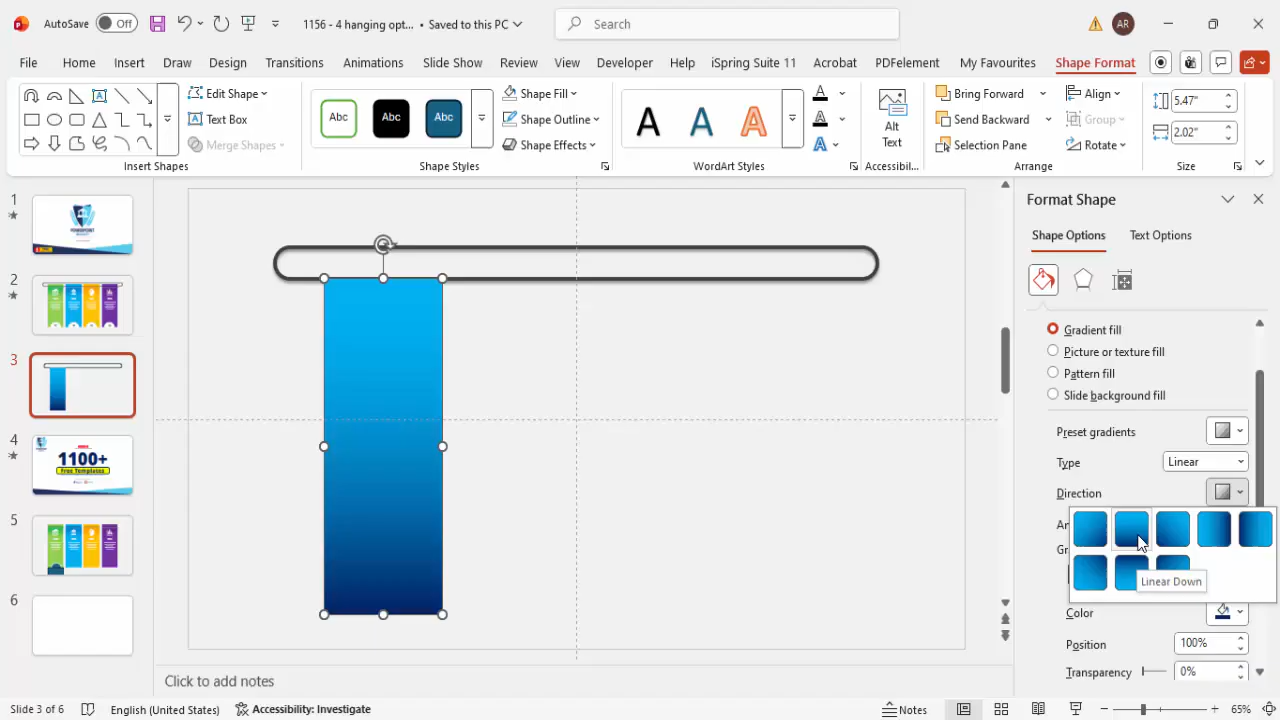 AutoSave Off 1156 - 4 hanging opt... • Saved to this PC Search AR
File Home Insert Draw Design Transitions Animations Slide Show Review View Developer Help iSpring Suite 11 Acrobat PDFelement My Favourites Shape Format
Edit Shape
Text Box
Merge Shapes
Insert Shapes
Abc Abc Abc
Shape Fill
Shape Outline
Shape Effects
Shape Styles
A A A
WordArt Styles
Alt
Text
Accessibil...
Bring Forward
Send Backward
Selection Pane
Align
Group
Rotate
Arrange
5.47"
2.02"
Size
1
POWERPOINT
2
3
4
1100+
Free Templates
5
6
Format Shape
Shape Options Text Options
Gradient fill
Picture or texture fill
Pattern fill
Slide background fill
Preset gradients
Type Linear
Direction
An
Gr
Linear Down
Color
Position 100%
Transparency 0%
Click to add notes
Slide 3 of 6 English (United States) Accessibility: Investigate Notes 65%